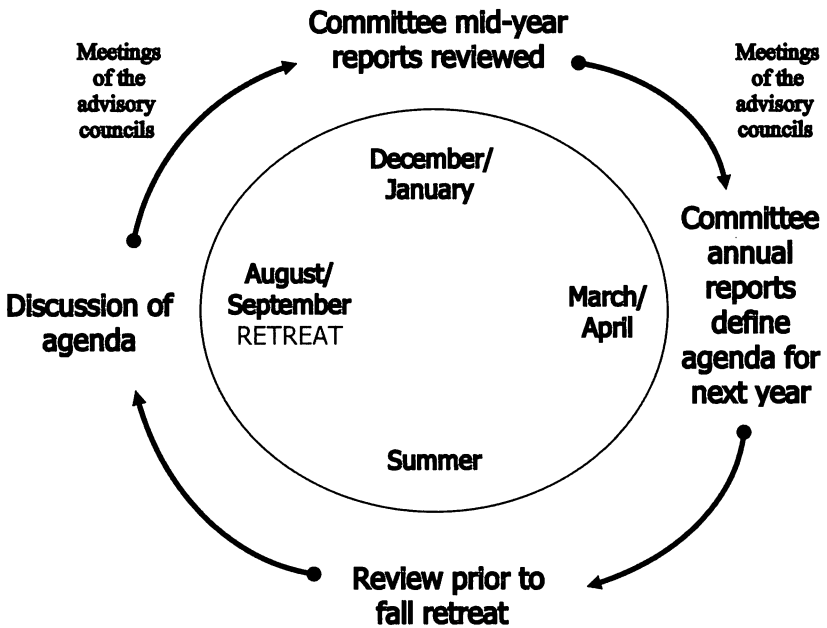 Committee mid-year
reports reviewed
Meetings
of the
advisory
councils
Meetings
of the
advisory
councils
December/
January
Committee
annual
reports
define
agenda for
next year
August/
September
RETREAT
March/
April
Discussion of
agenda
Summer
Review prior to
fall retreat